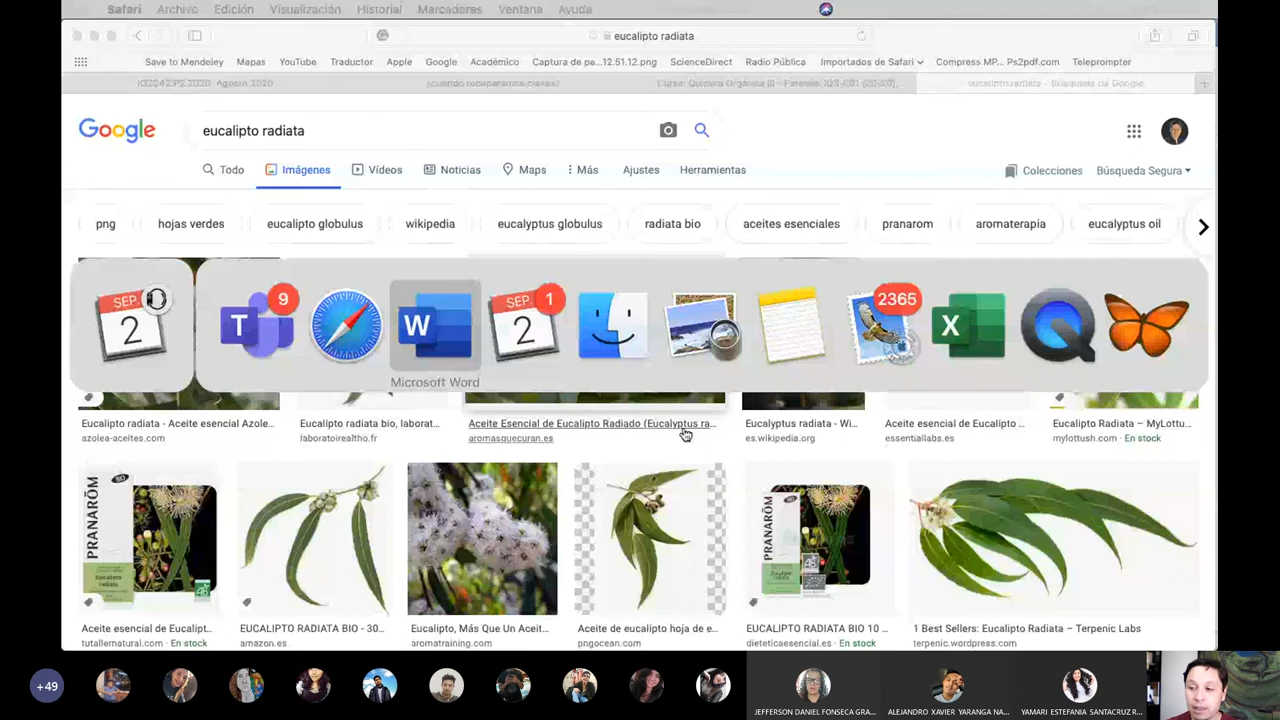 Safari Archivo Edición Visualización Historial Marcadores Ventana Ayuda
eucalipto radiata
Save to Mendeley Mapas YouTube Traductor Apple Google Académico Captura de pa...12.51.12.png ScienceDirect Radio Pública Importados de Safari Compress MP... Ps2pdf.com Teleprompter
eucalipto radiata - Búsqueda de Google
Google eucalipto radiata
Todo Imágenes Vídeos Noticias Maps Más Ajustes Herramientas Colecciones Búsqueda Segura
png hojas verdes eucalipto globulus wikipedia eucalyptus globulus radiata bio aceites esenciales pranarom aromaterapia eucalyptus oil
SEP 2
T 9
W
SEP 2 1
2365
X
Microsoft Word
Eucalipto radiata - Aceite esencial Azole...
azolea-aceites.com
Eucalipto radiata bio, laborat...
laboratoirealtho.fr
Aceite Esencial de Eucalipto Radiado (Eucalyptus ra...
aromasquecuran.es
Eucalyptus radiata - Wi...
es.wikipedia.org
Aceite esencial de Eucalipto ...
essentiallabs.es
Eucalipto Radiata – MyLottu...
mylottush.com · En stock
PRANARŌM
BIO
PRANARŌM
Aceite esencial de Eucalipt...
tutallernatural.com · En stock
EUCALIPTO RADIATA BIO - 30...
amazon.es
Eucalipto, Más Que Un Aceit...
aromatraining.com
Aceite de eucalipto hoja de e...
pngocean.com
EUCALIPTO RADIATA BIO 10 ...
dieteticaesencial.es · En stock
1 Best Sellers: Eucalipto Radiata – Terpenic Labs
terpenic.wordpress.com
+49
JEFFERSON DANIEL FONSECA GRA...
ALEJANDRO XAVIER YARANGA NA...
YAMARI ESTEFANIA SANTACRUZ R...